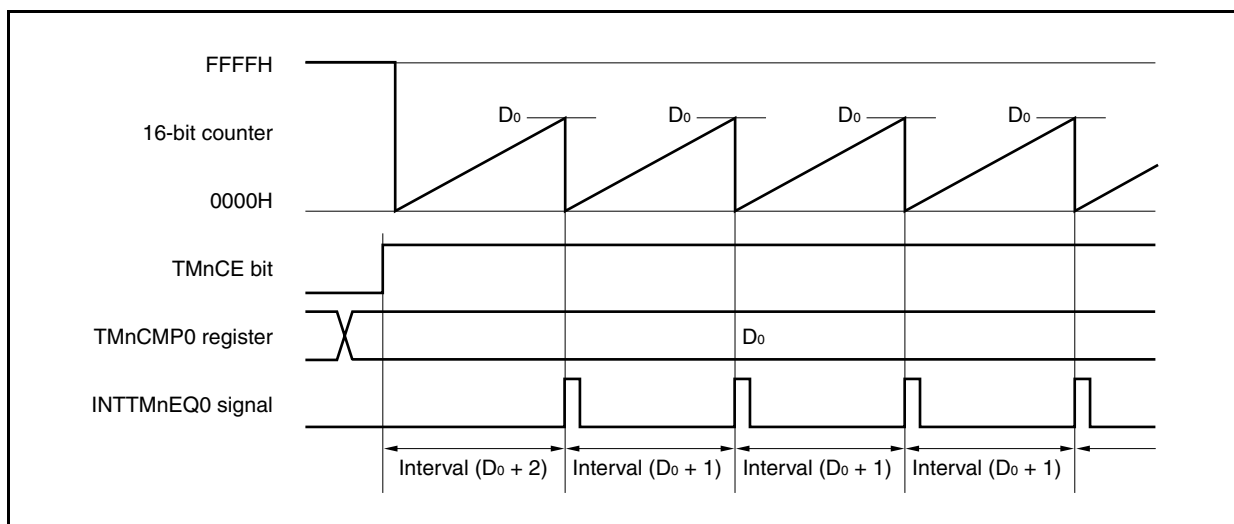 FFFFH
D0 D0 D0 D0
16-bit counter
0000H
TMnCE bit
TMnCMP0 register D0
INTTMnEQ0 signal
Interval (D0 + 2) Interval (D0 + 1) Interval (D0 + 1) Interval (D0 + 1)